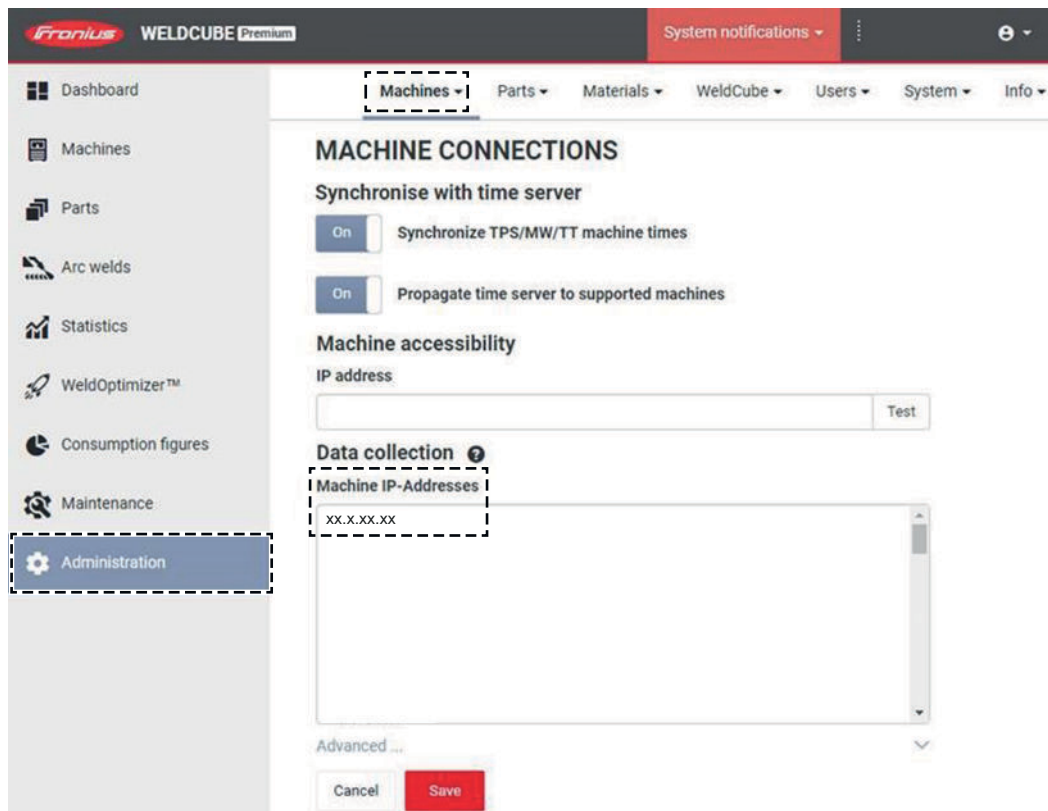 Fronius WELDCUBE Premium System notifications
Machines Parts Materials WeldCube Users System Info
Dashboard
Machines
Parts
Arc welds
Statistics
WeldOptimizer™
Consumption figures
Maintenance
Administration
MACHINE CONNECTIONS
Synchronise with time server
On Synchronize TPS/MW/TT machine times
On Propagate time server to supported machines
Machine accessibility
IP address
Test
Data collection ?
Machine IP-Addresses
xx.x.xx.xx
Advanced ...
Cancel Save